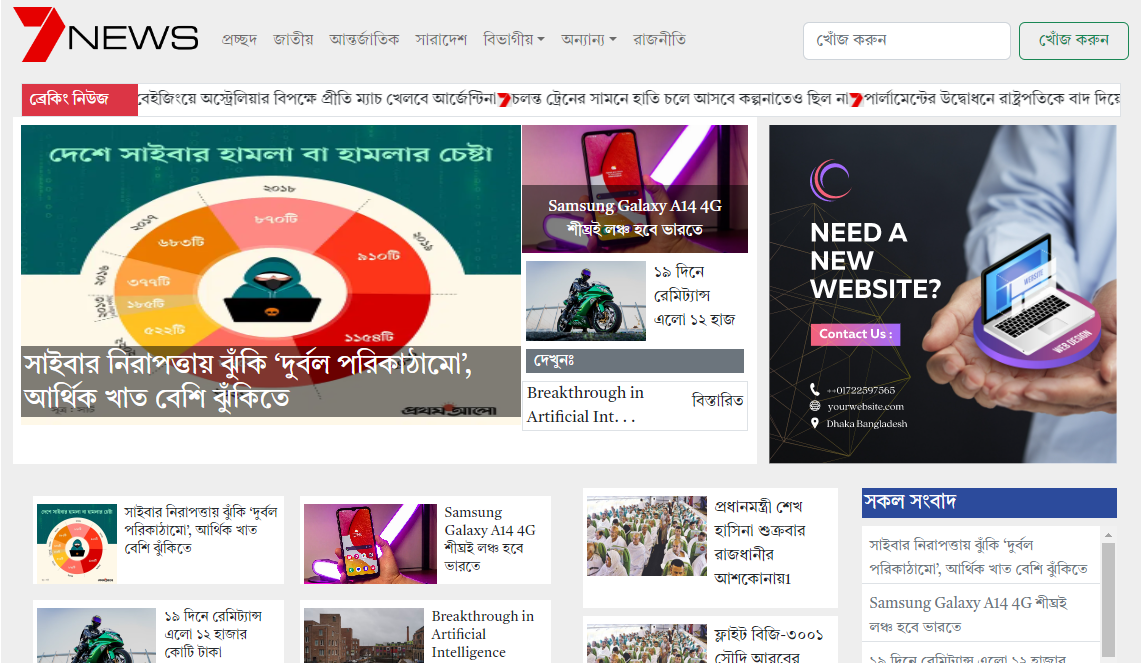 7NEWS
প্রচ্ছদ জাতীয় আন্তর্জাতিক সারাদেশ বিভাগীয় অন্যান্য রাজনীতি
খোঁজ করুন
খোঁজ করুন
ব্রেকিং নিউজ
বেইজিংয়ে অস্ট্রেলিয়ার বিপক্ষে প্রীতি ম্যাচ খেলবে আর্জেন্টিনা 7 চলন্ত ট্রেনের সামনে হাতি চলে আসবে কল্পনাতেও ছিল না 7 পার্লামেন্টের উদ্বোধনে রাষ্ট্রপতিকে বাদ দিয়ে
দেশে সাইবার হামলা বা হামলার চেষ্টা
২০১৮
২০১৭
২০১৯
২০১৬
৮৭০টি
৬৮৩টি
৯১০টি
৩৭৭টি
১৮৫টি
৫২২টি
১১৫৪টি
সাইবার নিরাপত্তায় ঝুঁকি ‘দুর্বল পরিকাঠামো’,
আর্থিক খাত বেশি ঝুঁকিতে
প্রথম আলো
Samsung Galaxy A14 4G
শীঘ্রই লঞ্চ হবে ভারতে
১৯ দিনে
রেমিট্যান্স
এলো ১২ হাজ
দেখুনঃ
Breakthrough in
Artificial Int. . .
বিস্তারিত
NEED A
NEW
WEBSITE?
Contact Us :
++01722597565
yourwebsite.com
Dhaka Bangladesh
WEBSITE
WEB DESIGN
সাইবার নিরাপত্তায় ঝুঁকি ‘দুর্বল
পরিকাঠামো’, আর্থিক খাত
বেশি ঝুঁকিতে
Samsung
Galaxy A14 4G
শীঘ্রই লঞ্চ হবে
ভারতে
প্রধানমন্ত্রী শেখ
হাসিনা শুক্রবার
রাজধানীর
আশকোনায়1
সকল সংবাদ
সাইবার নিরাপত্তায় ঝুঁকি ‘দুর্বল
পরিকাঠামো’, আর্থিক খাত বেশি ঝুঁকিতে
Samsung Galaxy A14 4G শীঘ্রই
লঞ্চ হবে ভারতে
১৯ দিনে রেমিট্যান্স এলো ১২ হাজার
১৯ দিনে রেমিট্যান্স
এলো ১২ হাজার
কোটি টাকা
Breakthrough in
Artificial
Intelligence
ফ্লাইট বিজি-৩০০১
সৌদি আরবের